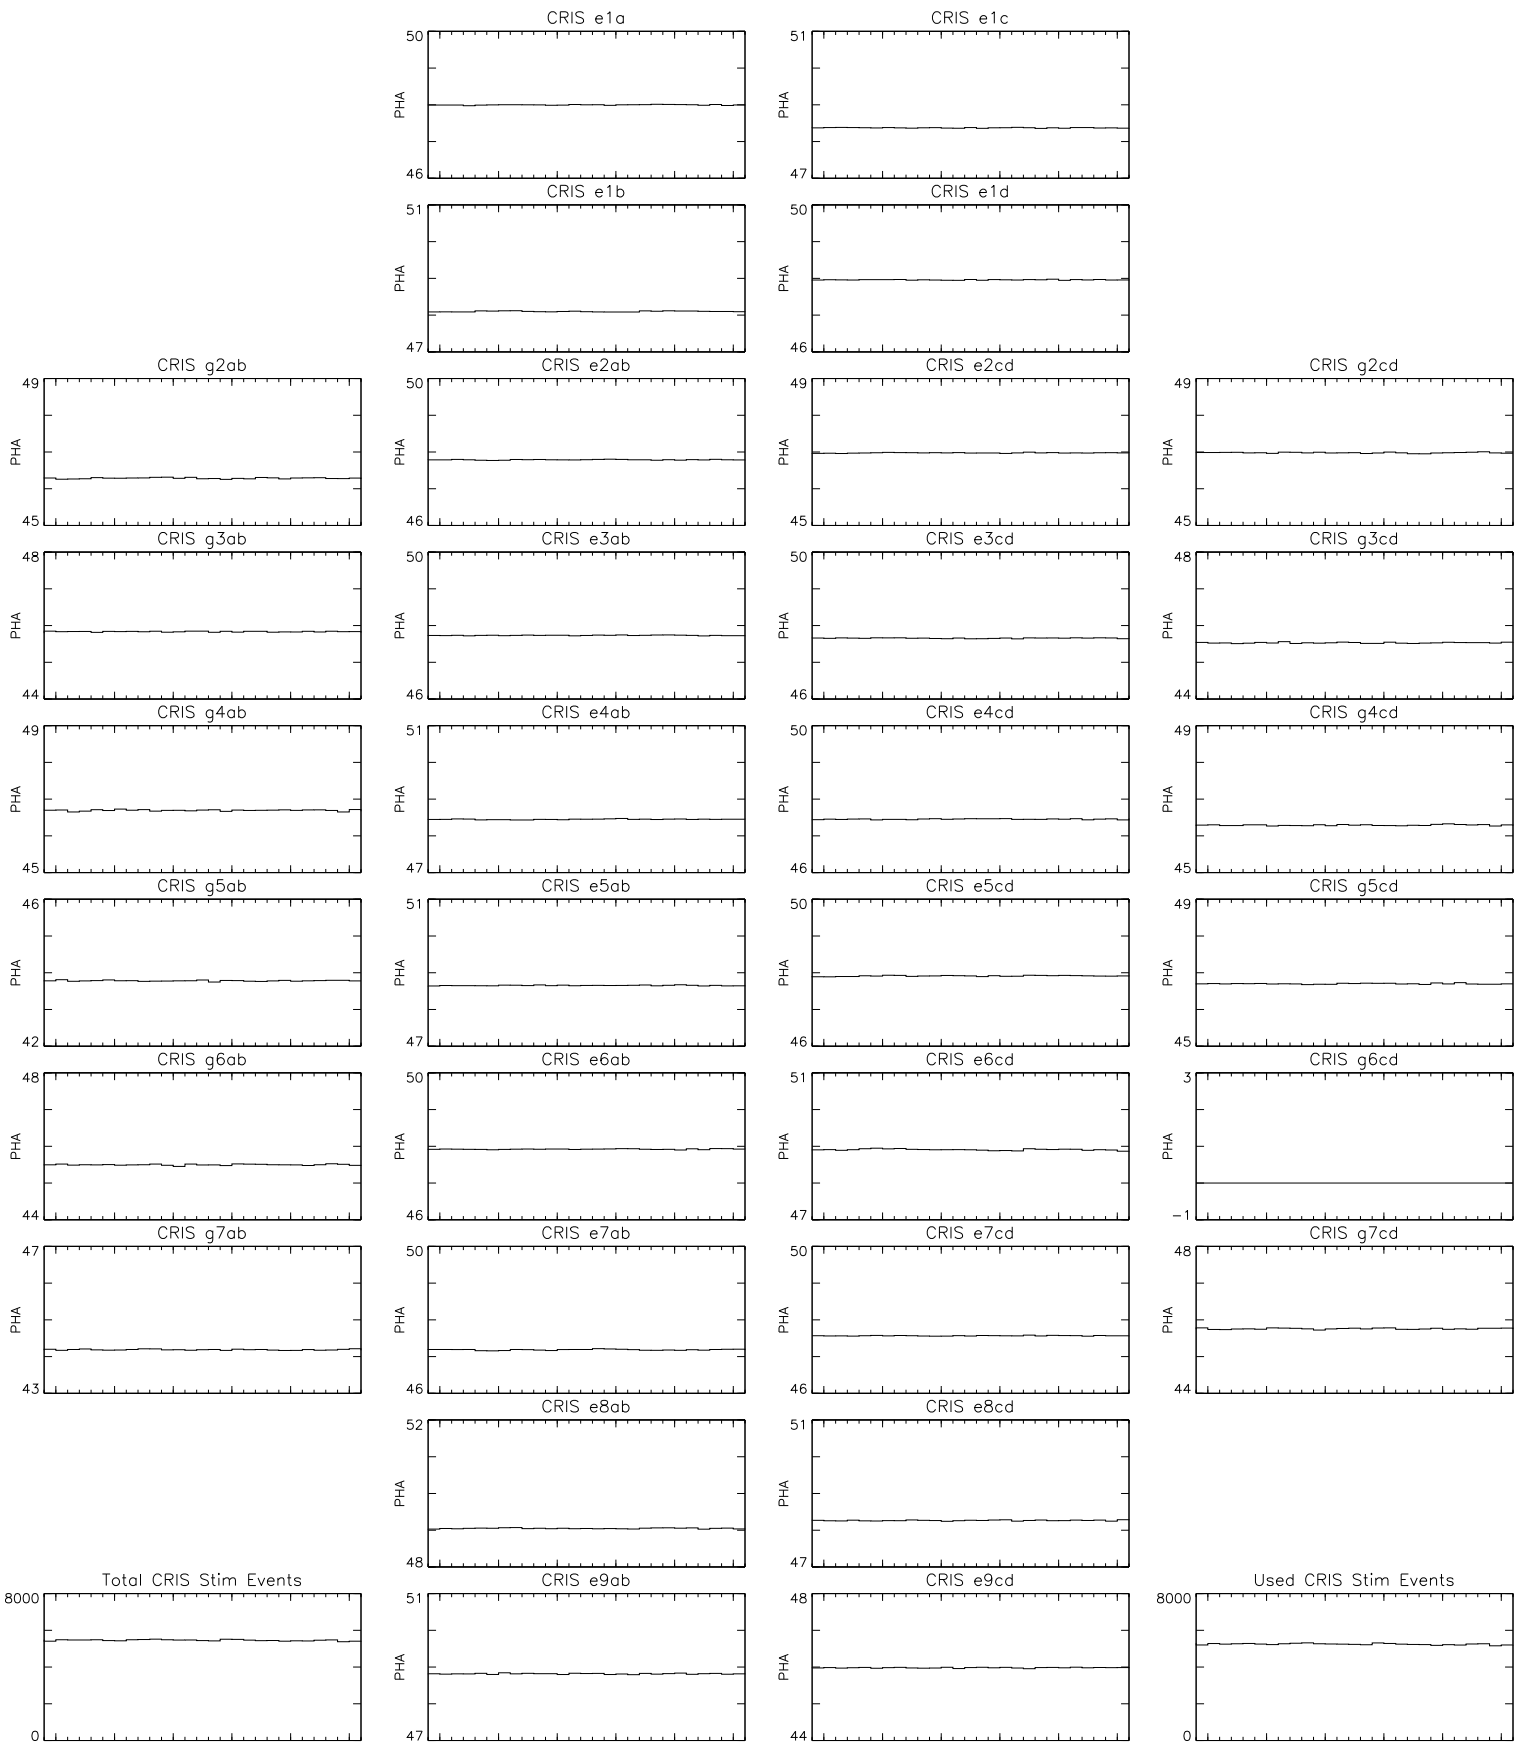 CRIS e1a
50
PHA
46
CRIS e1c
51
PHA
47
CRIS e1b
51
PHA
47
CRIS e1d
50
PHA
46
CRIS g2ab
49
PHA
45
CRIS e2ab
50
PHA
46
CRIS e2cd
49
PHA
45
CRIS g2cd
49
PHA
45
CRIS g3ab
48
PHA
44
CRIS e3ab
50
PHA
46
CRIS e3cd
50
PHA
46
CRIS g3cd
48
PHA
44
CRIS g4ab
49
PHA
45
CRIS e4ab
51
PHA
47
CRIS e4cd
50
PHA
46
CRIS g4cd
49
PHA
45
CRIS g5ab
46
PHA
42
CRIS e5ab
51
PHA
47
CRIS e5cd
50
PHA
46
CRIS g5cd
49
PHA
45
CRIS g6ab
48
PHA
44
CRIS e6ab
50
PHA
46
CRIS e6cd
51
PHA
47
CRIS g6cd
3
PHA
-1
CRIS g7ab
47
PHA
43
CRIS e7ab
50
PHA
46
CRIS e7cd
50
PHA
46
CRIS g7cd
48
PHA
44
CRIS e8ab
52
PHA
48
CRIS e8cd
51
PHA
47
Total CRIS Stim Events
8000
0
CRIS e9ab
51
PHA
47
CRIS e9cd
48
PHA
44
Used CRIS Stim Events
8000
0